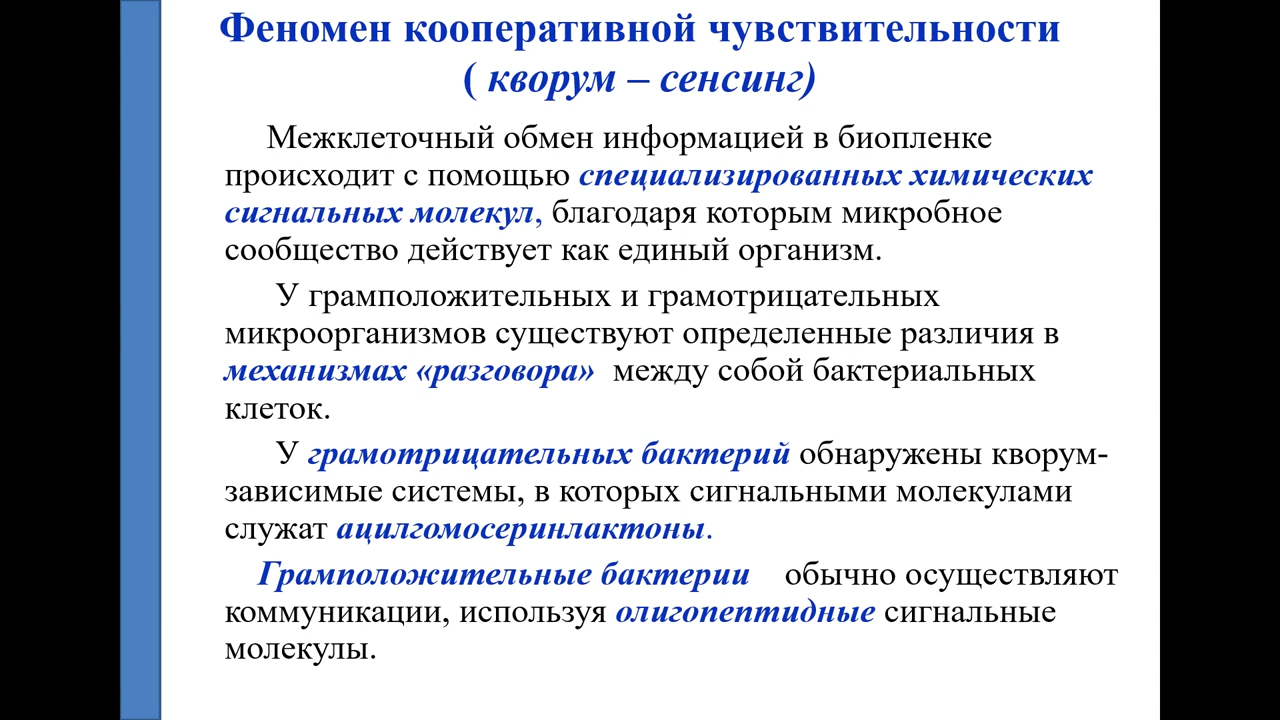 Феномен кооперативной чувствительности
( кворум – сенсинг)
Межклеточный обмен информацией в биопленке
происходит с помощью специализированных химических
сигнальных молекул, благодаря которым микробное
сообщество действует как единый организм.
У грамположительных и грамотрицательных
микроорганизмов существуют определенные различия в
механизмах «разговора» между собой бактериальных
клеток.
У грамотрицательных бактерий обнаружены кворум-
зависимые системы, в которых сигнальными молекулами
служат ацилгомосеринлактоны.
Грамположительные бактерии обычно осуществляют
коммуникации, используя олигопептидные сигнальные
молекулы.